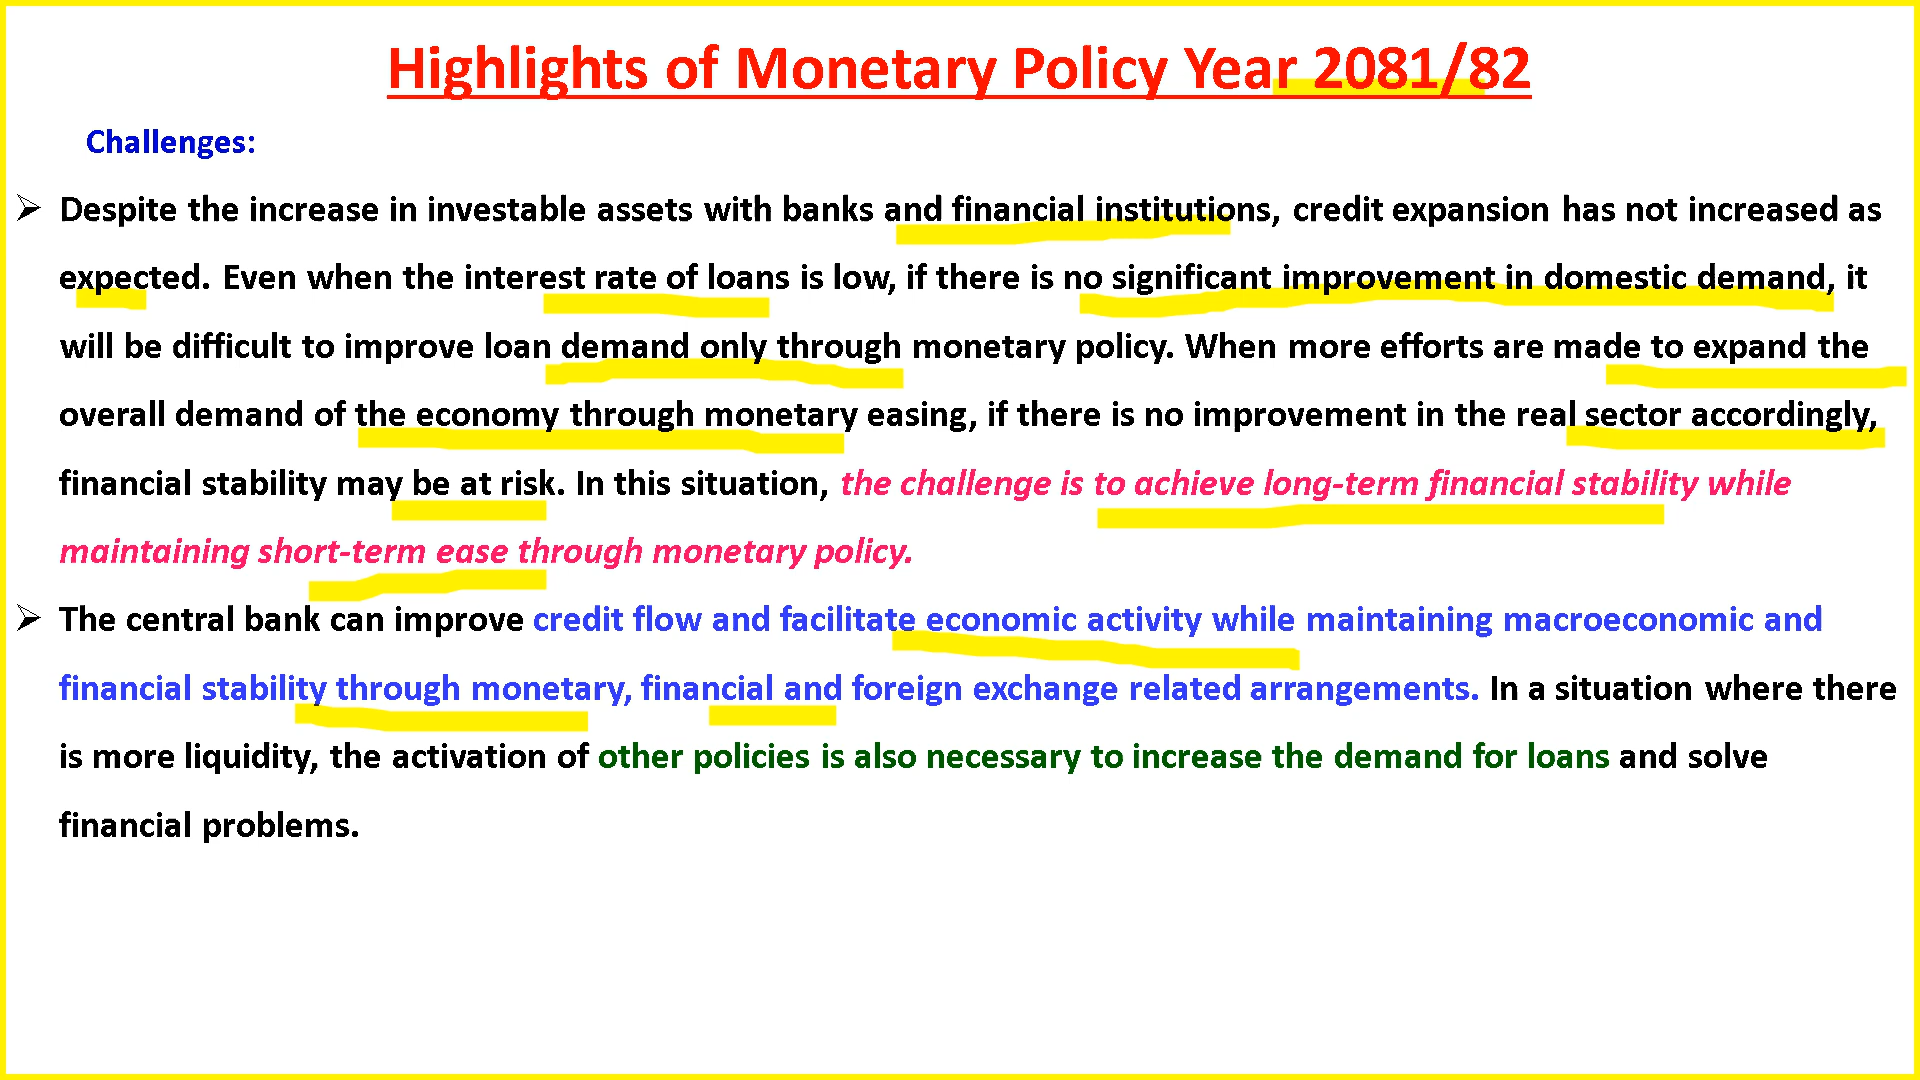 Highlights of Monetary Policy Year 2081/82
Challenges:
➢ Despite the increase in investable assets with banks and financial institutions, credit expansion has not increased as
expected. Even when the interest rate of loans is low, if there is no significant improvement in domestic demand, it
will be difficult to improve loan demand only through monetary policy. When more efforts are made to expand the
overall demand of the economy through monetary easing, if there is no improvement in the real sector accordingly,
financial stability may be at risk. In this situation, the challenge is to achieve long-term financial stability while
maintaining short-term ease through monetary policy.
➢ The central bank can improve credit flow and facilitate economic activity while maintaining macroeconomic and
financial stability through monetary, financial and foreign exchange related arrangements. In a situation where there
is more liquidity, the activation of other policies is also necessary to increase the demand for loans and solve
financial problems.